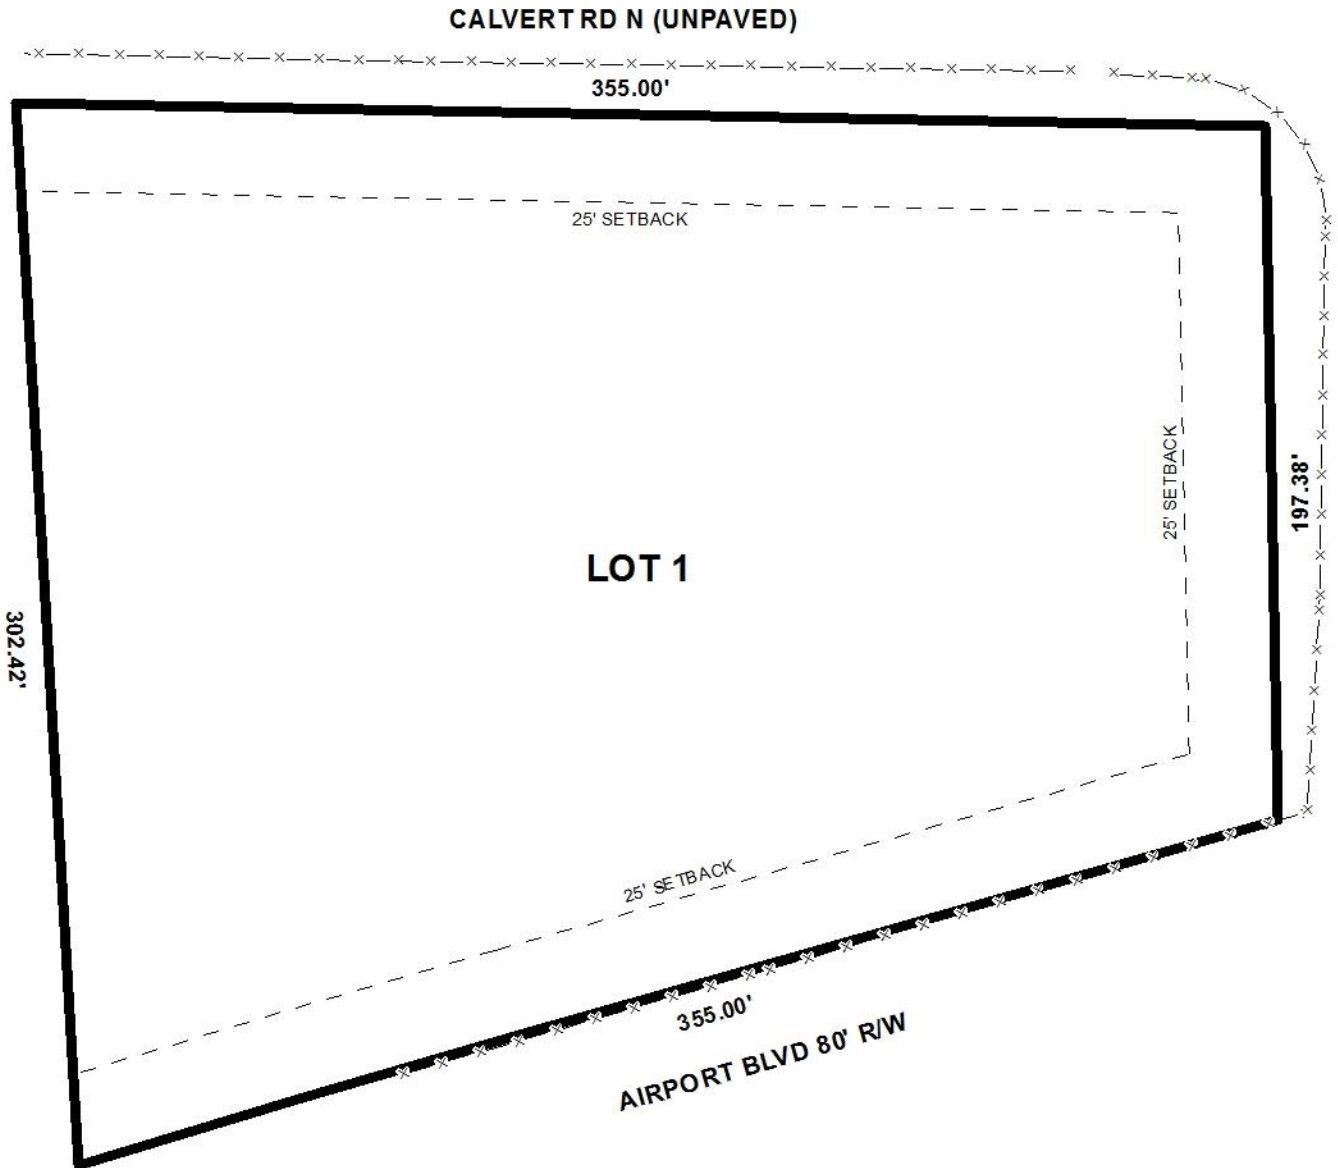 CALVERT RD N (UNPAVED)
355.00'
25' SETBACK
25' SETBACK
197.38'
LOT 1
302.42'
25' SETBACK
355.00'
AIRPORT BLVD 80' R/W